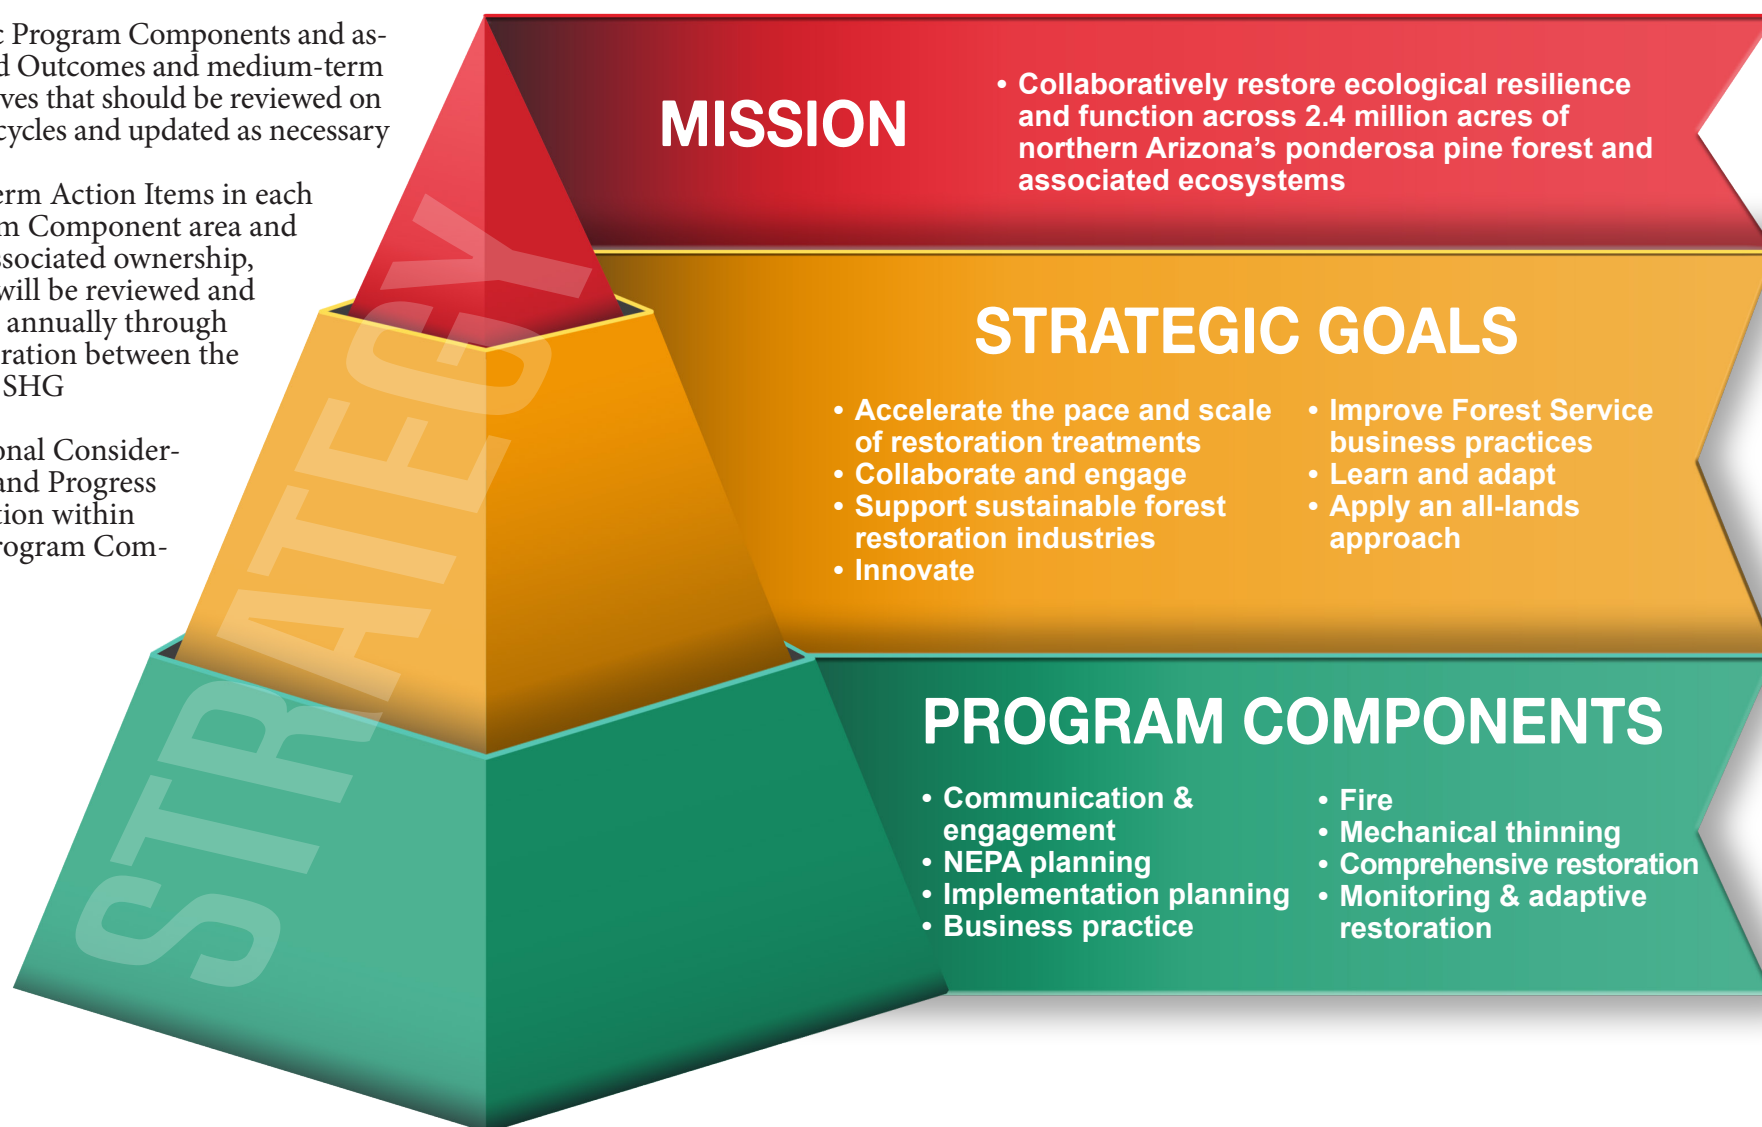 c Program Components and as-
d Outcomes and medium-term
ves that should be reviewed on
cycles and updated as necessary
erm Action Items in each
m Component area and
ssociated ownership,
will be reviewed and
annually through
ration between the
SHG
onal Consider-
and Progress
tion within
rogram Com-
STRATEGY
MISSION
• Collaboratively restore ecological resilience
and function across 2.4 million acres of
northern Arizona's ponderosa pine forest and
associated ecosystems
STRATEGIC GOALS
• Accelerate the pace and scale
of restoration treatments
• Collaborate and engage
• Support sustainable forest
restoration industries
• Innovate
• Improve Forest Service
business practices
• Learn and adapt
• Apply an all-lands
approach
PROGRAM COMPONENTS
• Communication &
engagement
• NEPA planning
• Implementation planning
• Business practice
• Fire
• Mechanical thinning
• Comprehensive restoration
• Monitoring & adaptive
restoration